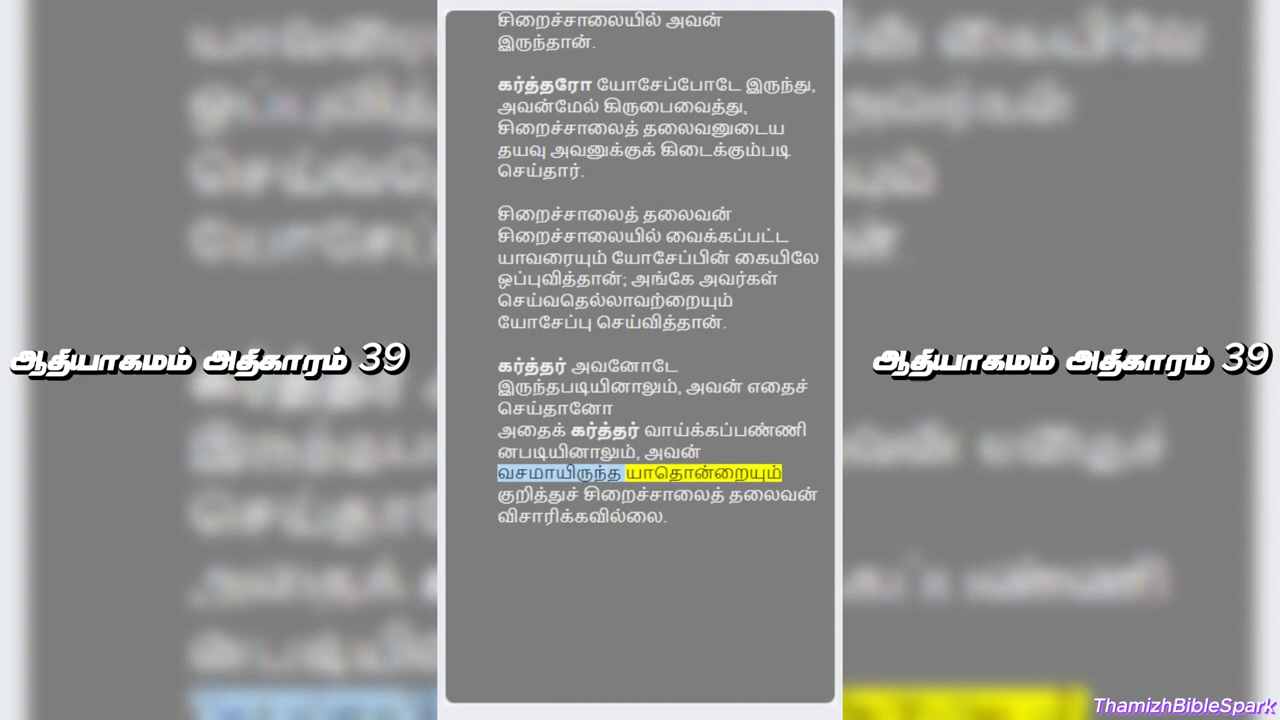 சிறைச்சாலையில் அவன்
இருந்தான்.
கர்த்தரோ யோசேப்போடே இருந்து,
அவன்மேல் கிருபைவைத்து,
சிறைச்சாலைத் தலைவனுடைய
தயவு அவனுக்குக் கிடைக்கும்படி
செய்தார்.
சிறைச்சாலைத் தலைவன்
சிறைச்சாலையில் வைக்கப்பட்ட
யாவரையும் யோசேப்பின் கையிலே
ஒப்புவித்தான்; அங்கே அவர்கள்
செய்வதெல்லாவற்றையும்
யோசேப்பு செய்வித்தான்.
கர்த்தர் அவனோடே
இருந்தபடியினாலும், அவன் எதைச்
செய்தானோ
அதைக் கர்த்தர் வாய்க்கப்பண்ணி
னபடியினாலும், அவன்
வசமாயிருந்த யாதொன்றையும்
குறித்துச் சிறைச்சாலைத் தலைவன்
விசாரிக்கவில்லை.
ஆதியாகமம் அதிகாரம் 39
ஆதியாகமம் அதிகாரம் 39
ThamizhBibleSpark